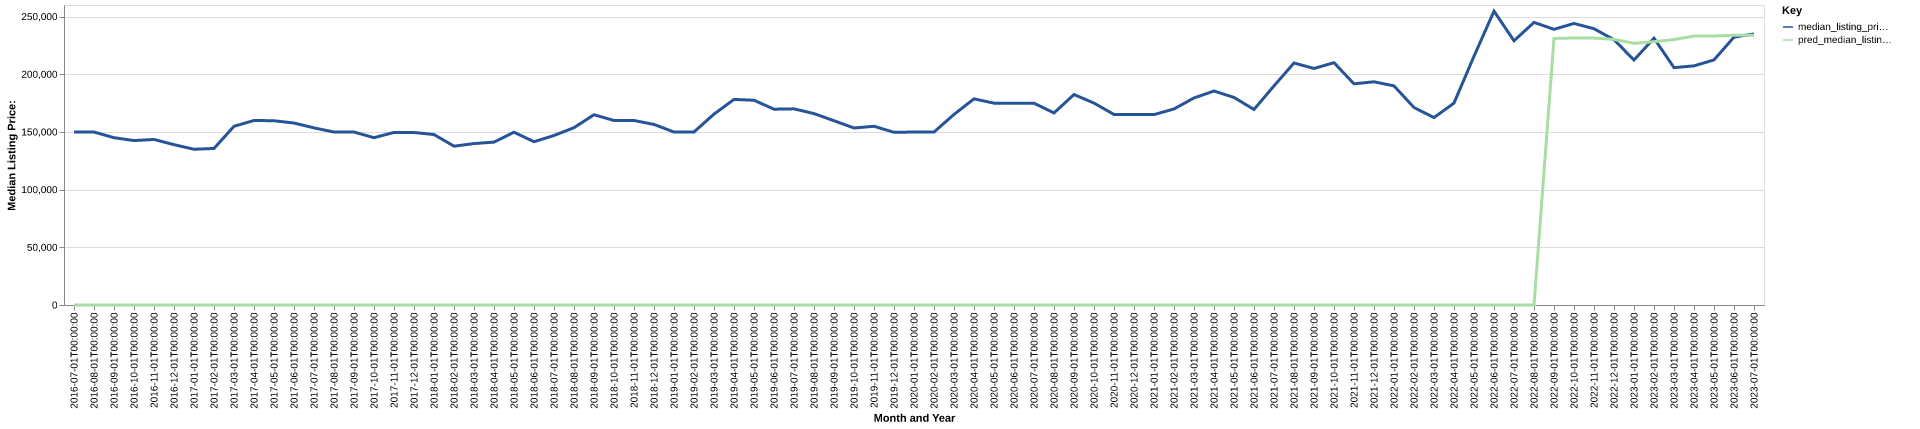 Median Listing Price:
250,000
200,000
150,000
100,000
50,000
0
2016-07-01T00:00:00
2016-08-01T00:00:00
2016-09-01T00:00:00
2016-10-01T00:00:00
2016-11-01T00:00:00
2016-12-01T00:00:00
2017-01-01T00:00:00
2017-02-01T00:00:00
2017-03-01T00:00:00
2017-04-01T00:00:00
2017-05-01T00:00:00
2017-06-01T00:00:00
2017-07-01T00:00:00
2017-08-01T00:00:00
2017-09-01T00:00:00
2017-10-01T00:00:00
2017-11-01T00:00:00
2017-12-01T00:00:00
2018-01-01T00:00:00
2018-02-01T00:00:00
2018-03-01T00:00:00
2018-04-01T00:00:00
2018-05-01T00:00:00
2018-06-01T00:00:00
2018-07-01T00:00:00
2018-08-01T00:00:00
2018-09-01T00:00:00
2018-10-01T00:00:00
2018-11-01T00:00:00
2018-12-01T00:00:00
2019-01-01T00:00:00
2019-02-01T00:00:00
2019-03-01T00:00:00
2019-04-01T00:00:00
2019-05-01T00:00:00
2019-06-01T00:00:00
2019-07-01T00:00:00
2019-08-01T00:00:00
2019-09-01T00:00:00
2019-10-01T00:00:00
2019-11-01T00:00:00
2019-12-01T00:00:00
2020-01-01T00:00:00
2020-02-01T00:00:00
2020-03-01T00:00:00
2020-04-01T00:00:00
2020-05-01T00:00:00
2020-06-01T00:00:00
2020-07-01T00:00:00
2020-08-01T00:00:00
2020-09-01T00:00:00
2020-10-01T00:00:00
2020-11-01T00:00:00
2020-12-01T00:00:00
2021-01-01T00:00:00
2021-02-01T00:00:00
2021-03-01T00:00:00
2021-04-01T00:00:00
2021-05-01T00:00:00
2021-06-01T00:00:00
2021-07-01T00:00:00
2021-08-01T00:00:00
2021-09-01T00:00:00
2021-10-01T00:00:00
2021-11-01T00:00:00
2021-12-01T00:00:00
2022-01-01T00:00:00
2022-02-01T00:00:00
2022-03-01T00:00:00
2022-04-01T00:00:00
2022-05-01T00:00:00
2022-06-01T00:00:00
2022-07-01T00:00:00
2022-08-01T00:00:00
2022-09-01T00:00:00
2022-10-01T00:00:00
2022-11-01T00:00:00
2022-12-01T00:00:00
2023-01-01T00:00:00
2023-02-01T00:00:00
2023-03-01T00:00:00
2023-04-01T00:00:00
2023-05-01T00:00:00
2023-06-01T00:00:00
2023-07-01T00:00:00
Month and Year
Key
median_listing_pri…
pred_median_listin…